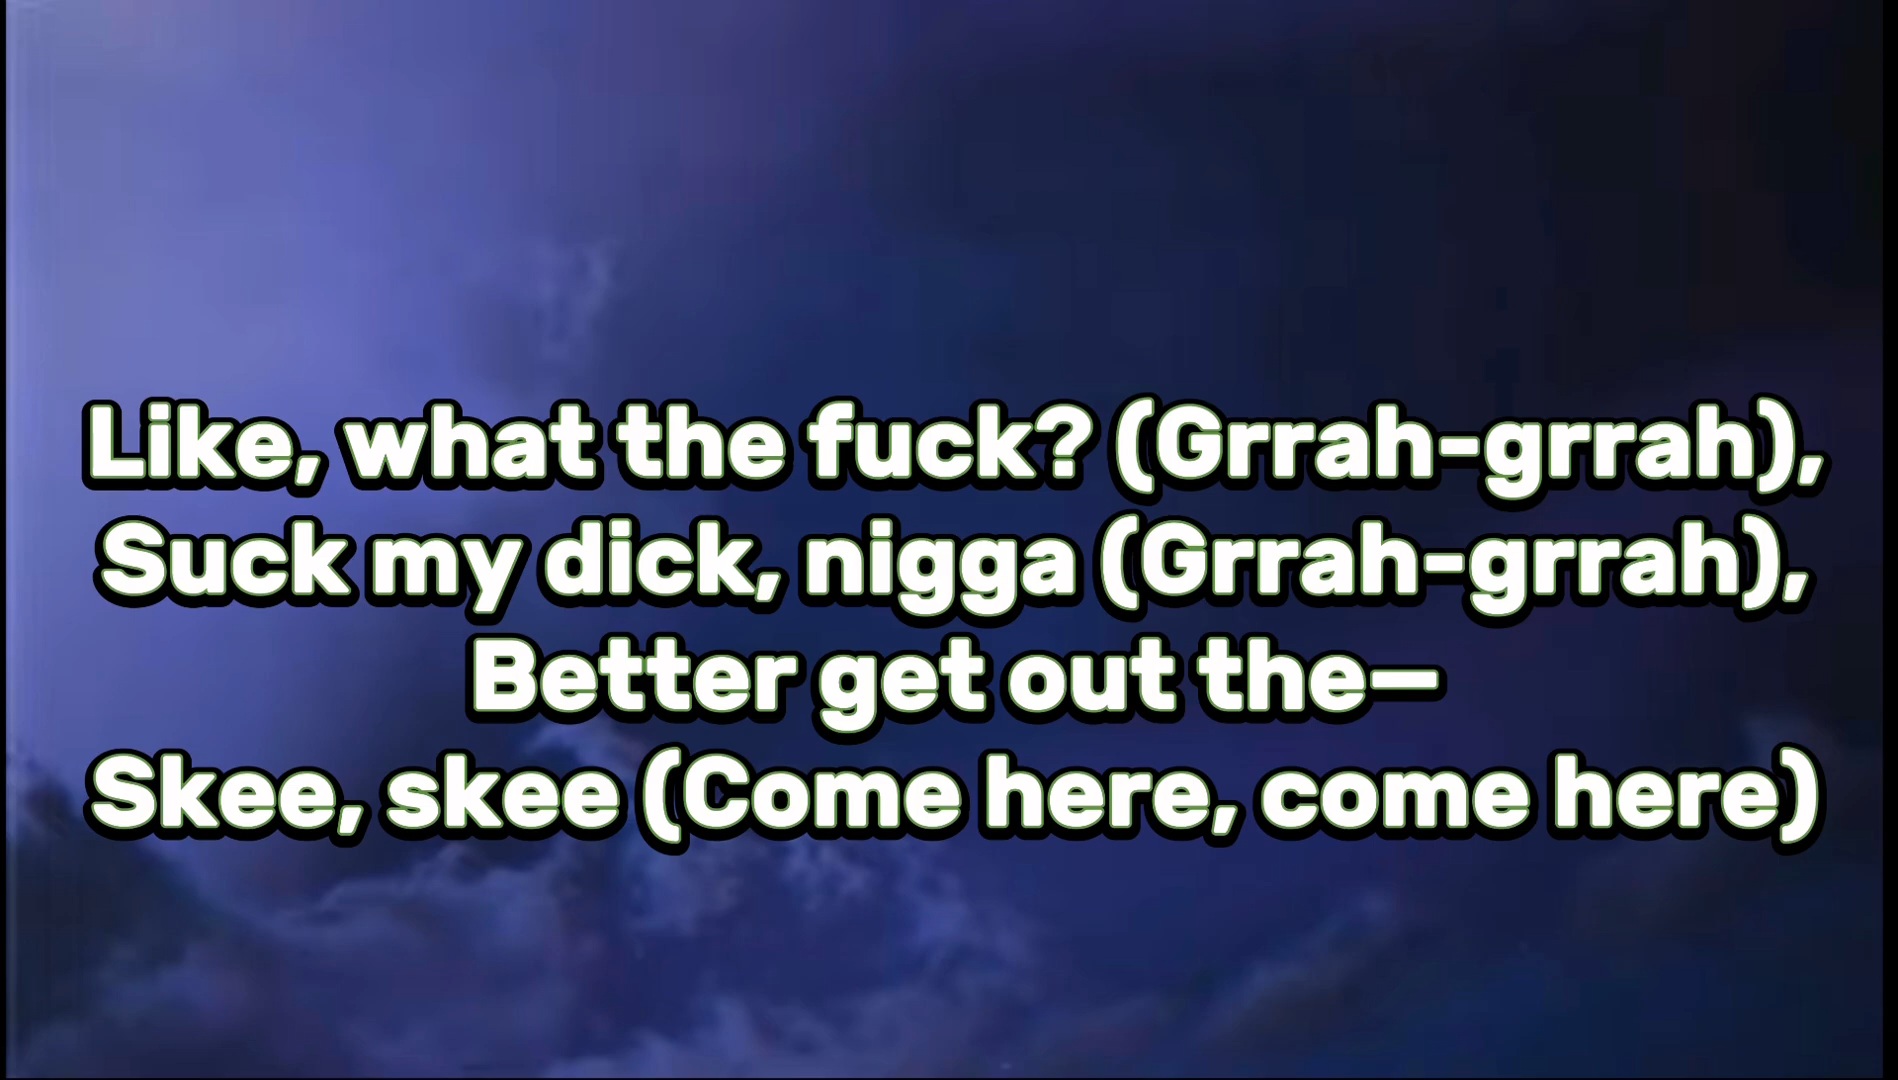 Like, what the fuck? (Grrah-grrah),
Suck my dick, nigga (Grrah-grrah),
Better get out the—
Skee, skee (Come here, come here)